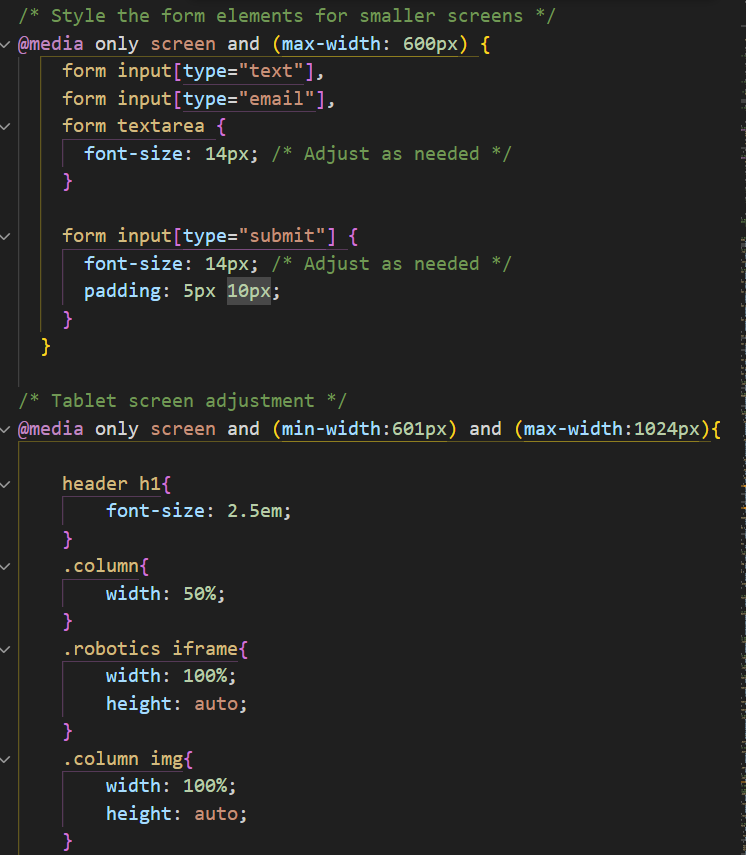 /* Style the form elements for smaller screens */
@media only screen and (max-width: 600px) {
form input[type="text"],
form input[type="email"],
form textarea {
font-size: 14px; /* Adjust as needed */
}
form input[type="submit"] {
font-size: 14px; /* Adjust as needed */
padding: 5px 10px;
}
}
/* Tablet screen adjustment */
@media only screen and (min-width:601px) and (max-width:1024px){
header h1{
font-size: 2.5em;
}
.column{
width: 50%;
}
.robotics iframe{
width: 100%;
height: auto;
}
.column img{
width: 100%;
height: auto;
}